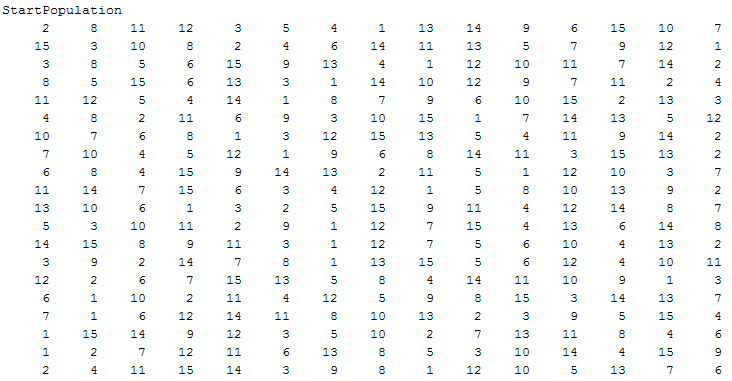 StartPopulation
2 8 11 12 3 5 4 1 13 14 9 6 15 10 7
15 3 10 8 2 4 6 14 11 13 5 7 9 12 1
3 8 5 6 15 9 13 4 1 12 10 11 7 14 2
8 5 15 6 13 3 1 14 10 12 9 7 11 2 4
11 12 5 4 14 1 8 7 9 6 10 15 2 13 3
4 8 2 11 6 9 3 10 15 1 7 14 13 5 12
10 7 6 8 1 3 12 15 13 5 4 11 9 14 2
7 10 4 5 12 1 9 6 8 14 11 3 15 13 2
6 8 4 15 9 14 13 2 11 5 1 12 10 3 7
11 14 7 15 6 3 4 12 1 5 8 10 13 9 2
13 10 6 1 3 2 5 15 9 11 4 12 14 8 7
5 3 10 11 2 9 1 12 7 15 4 13 6 14 8
14 15 8 9 11 3 1 12 7 5 6 10 4 13 2
3 9 2 14 7 8 1 13 15 5 6 12 4 10 11
12 2 6 7 15 13 5 8 4 14 11 10 9 1 3
6 1 10 2 11 4 12 5 9 8 15 3 14 13 7
7 1 6 12 14 11 8 10 13 2 3 9 5 15 4
1 15 14 9 12 3 5 10 2 7 13 11 8 4 6
1 2 7 12 11 6 13 8 5 3 10 14 4 15 9
2 4 11 15 14 3 9 8 1 12 10 5 13 7 6